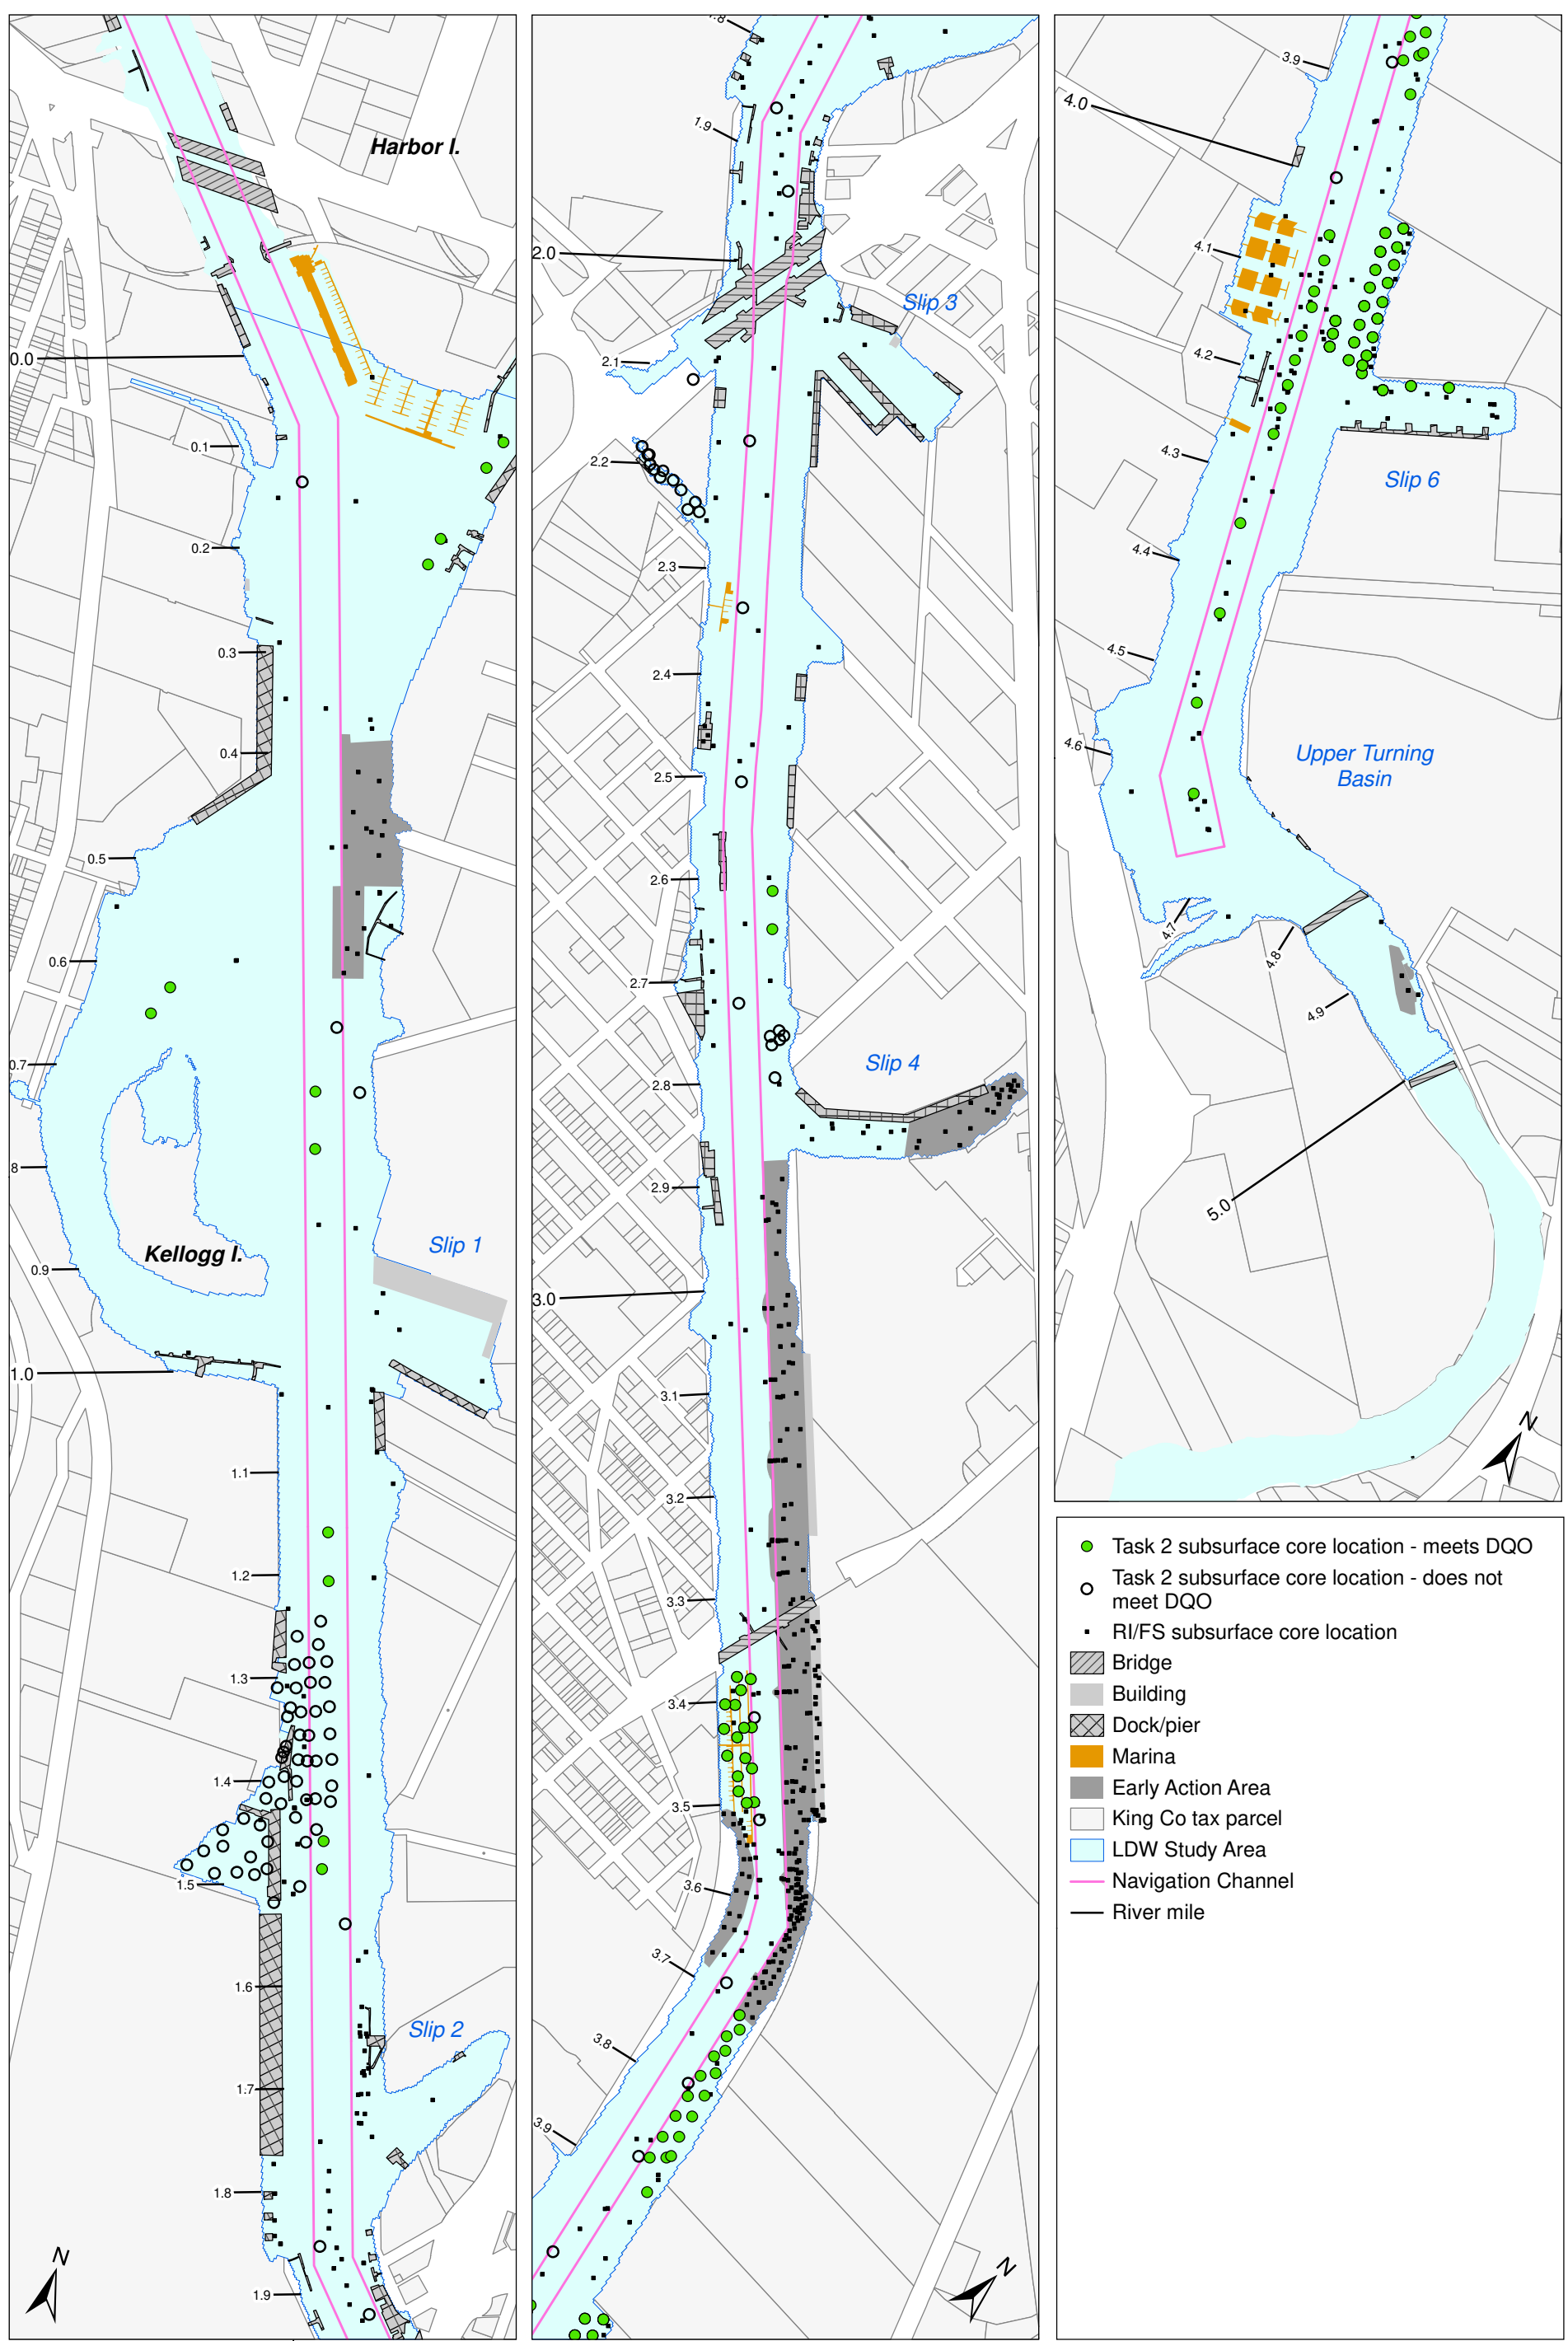 Harbor I.
0.0
0.1
0.2
0.3
0.4
0.5
0.6
0.7
8
Kellogg I.
Slip 1
0.9
1.0
1.1
1.2
1.3
1.4
1.5
1.6
Slip 2
1.7
1.8
1.9
N
1.8
1.9
2.0
Slip 3
2.1
2.2
2.3
2.4
2.5
2.6
2.7
Slip 4
2.8
2.9
3.0
3.1
3.2
3.3
3.4
3.5
3.6
3.7
3.8
3.9
N
3.9
4.0
4.1
4.2
4.3
Slip 6
4.4
4.5
4.6
Upper Turning
Basin
4.7
4.8
4.9
5.0
N
Task 2 subsurface core location - meets DQO
Task 2 subsurface core location - does not
meet DQO
RI/FS subsurface core location
Bridge
Building
Dock/pier
Marina
Early Action Area
King Co tax parcel
LDW Study Area
Navigation Channel
River mile